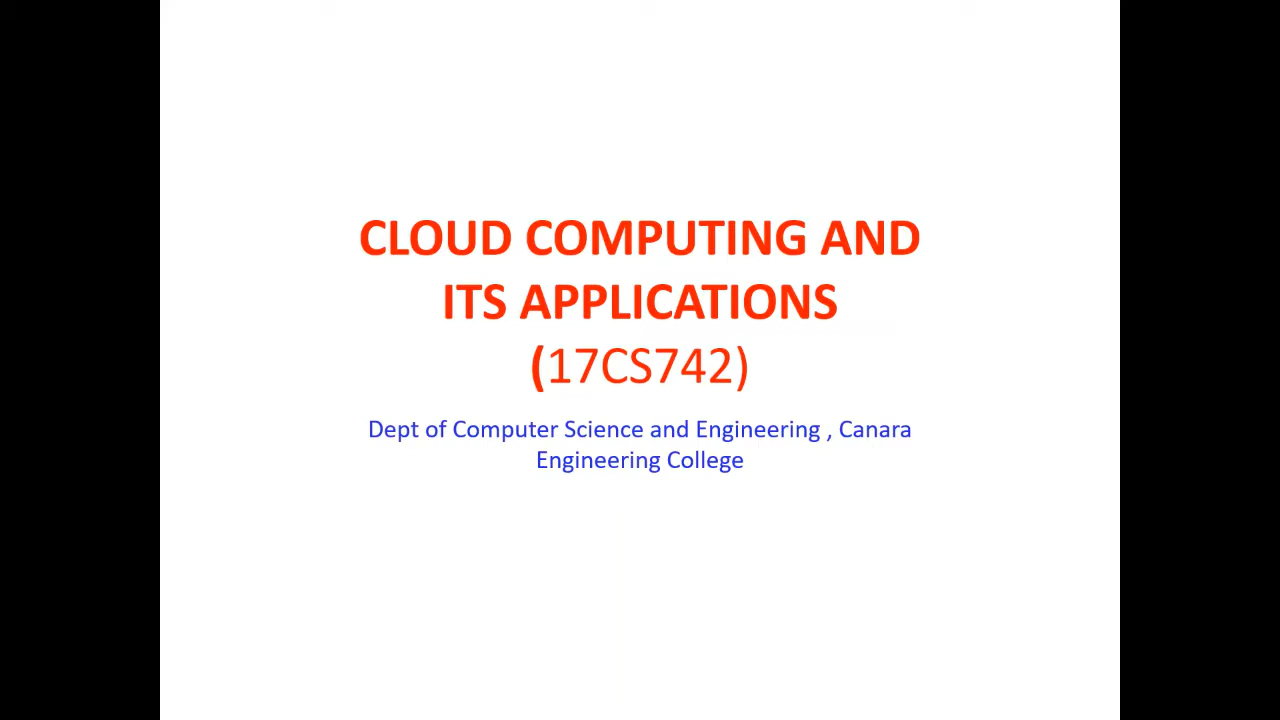 CLOUD COMPUTING AND
ITS APPLICATIONS
(17CS742)
Dept of Computer Science and Engineering , Canara
Engineering College